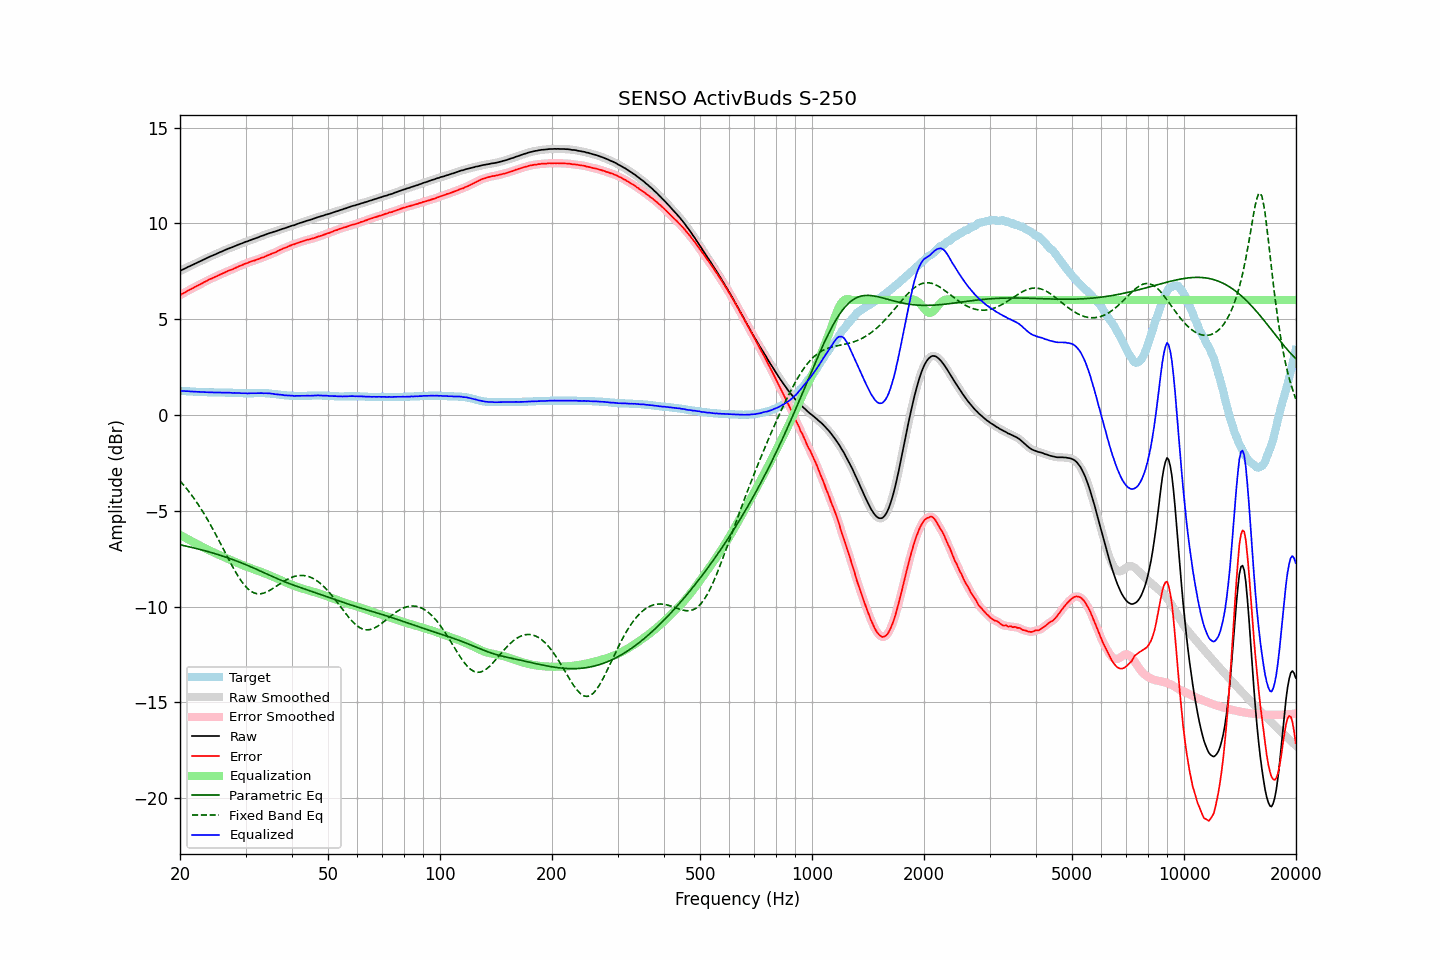 SENSO ActivBuds S-250
15
10
5
0
−5
−10
−15
−20
Amplitude (dBr)
Target
Raw Smoothed
Error Smoothed
Raw
Error
Equalization
Parametric Eq
Fixed Band Eq
Equalized
20 50 100 200 500 1000 2000 5000 10000 20000
Frequency (Hz)